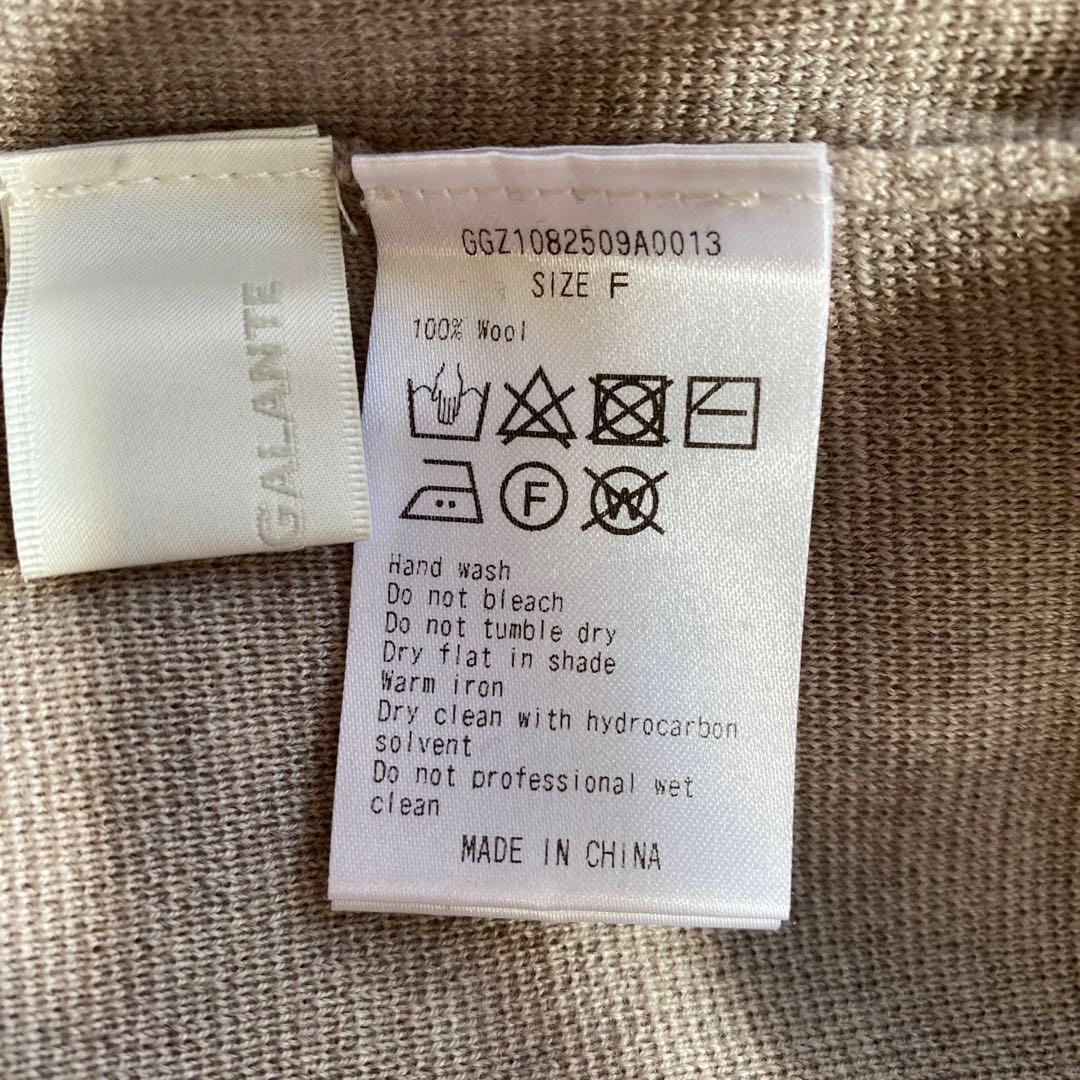 GALANTE
GGZ1082509A0013
SIZE F
100% Wool
F
W
Hand wash
Do not bleach
Do not tumble dry
Dry flat in shade
Warm iron
Dry clean with hydrocarbon
solvent
Do not professional wet
clean
MADE IN CHINA